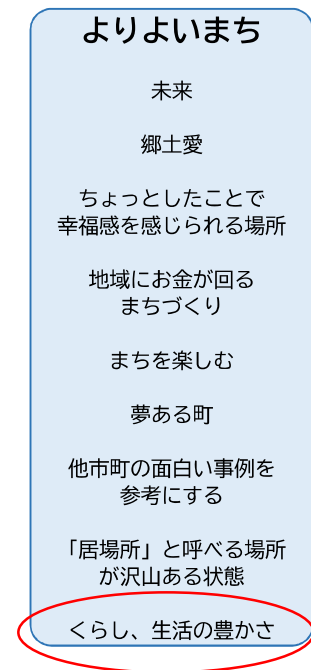 よりよいまち
未来
郷土愛
ちょっとしたことで
幸福感を感じられる場所
地域にお金が回る
まちづくり
まちを楽しむ
夢ある町
他市町の面白い事例を
参考にする
「居場所」と呼べる場所
が沢山ある状態
くらし、生活の豊かさ